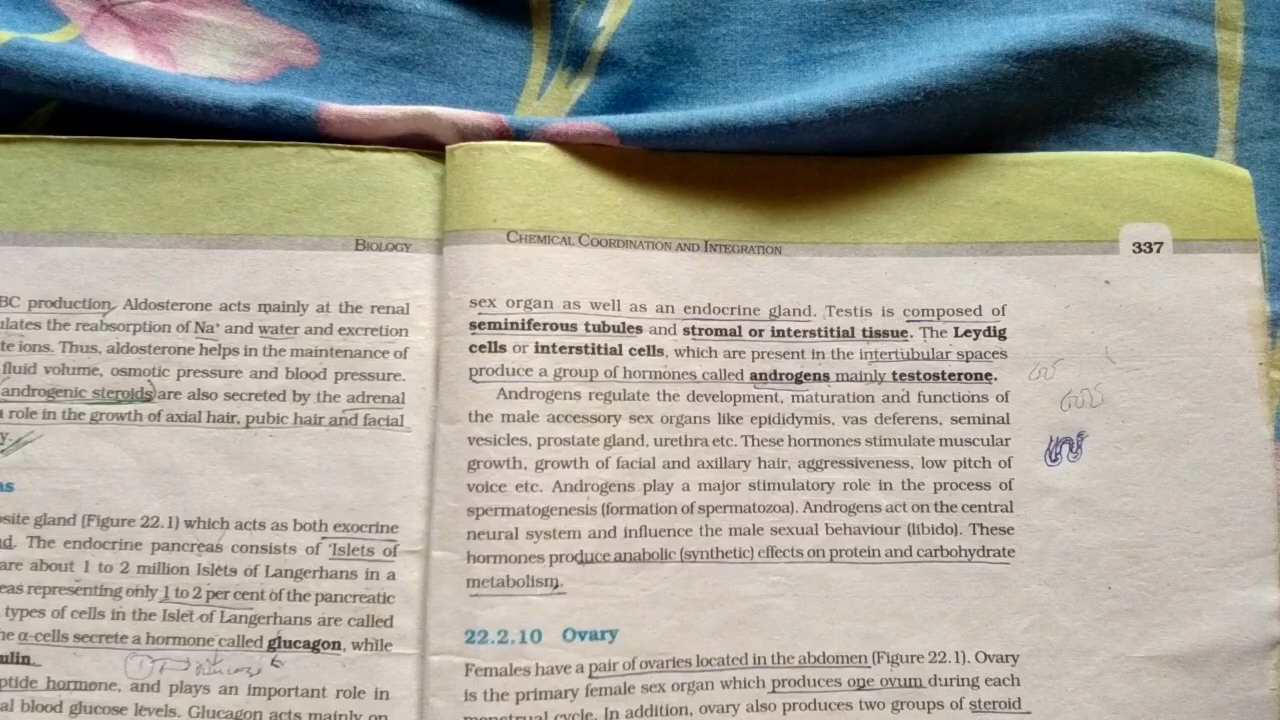 BIOLOGY
BC production. Aldosterone acts mainly at the renal
ulates the reabsorption of Na⁺ and water and excretion
te ions. Thus, aldosterone helps in the maintenance of
fluid volume, osmotic pressure and blood pressure.
androgenic steroids are also secreted by the adrenal
role in the growth of axial hair, pubic hair and facial
y.
as
site gland (Figure 22.1) which acts as both exocrine
d. The endocrine pancreas consists of 'Islets of
are about 1 to 2 million Islets of Langerhans in a
eas representing only 1 to 2 per cent of the pancreatic
types of cells in the Islet of Langerhans are called
he α-cells secrete a hormone called glucagon, while
ulin.
ptide hormone, and plays an important role in
al blood glucose levels. Glucagon acts mainly on
CHEMICAL COORDINATION AND INTEGRATION
337
sex organ as well as an endocrine gland. Testis is composed of
seminiferous tubules and stromal or interstitial tissue. The Leydig
cells or interstitial cells, which are present in the intertubular spaces
produce a group of hormones called androgens mainly testosterone.
Androgens regulate the development, maturation and functions of
the male accessory sex organs like epididymis, vas deferens, seminal
vesicles, prostate gland, urethra etc. These hormones stimulate muscular
growth, growth of facial and axillary hair, aggressiveness, low pitch of
voice etc. Androgens play a major stimulatory role in the process of
spermatogenesis (formation of spermatozoa). Androgens act on the central
neural system and influence the male sexual behaviour (libido). These
hormones produce anabolic (synthetic) effects on protein and carbohydrate
metabolism.
22.2.10 Ovary
Females have a pair of ovaries located in the abdomen (Figure 22.1). Ovary
is the primary female sex organ which produces one ovum during each
menstrual cycle. In addition, ovary also produces two groups of steroid